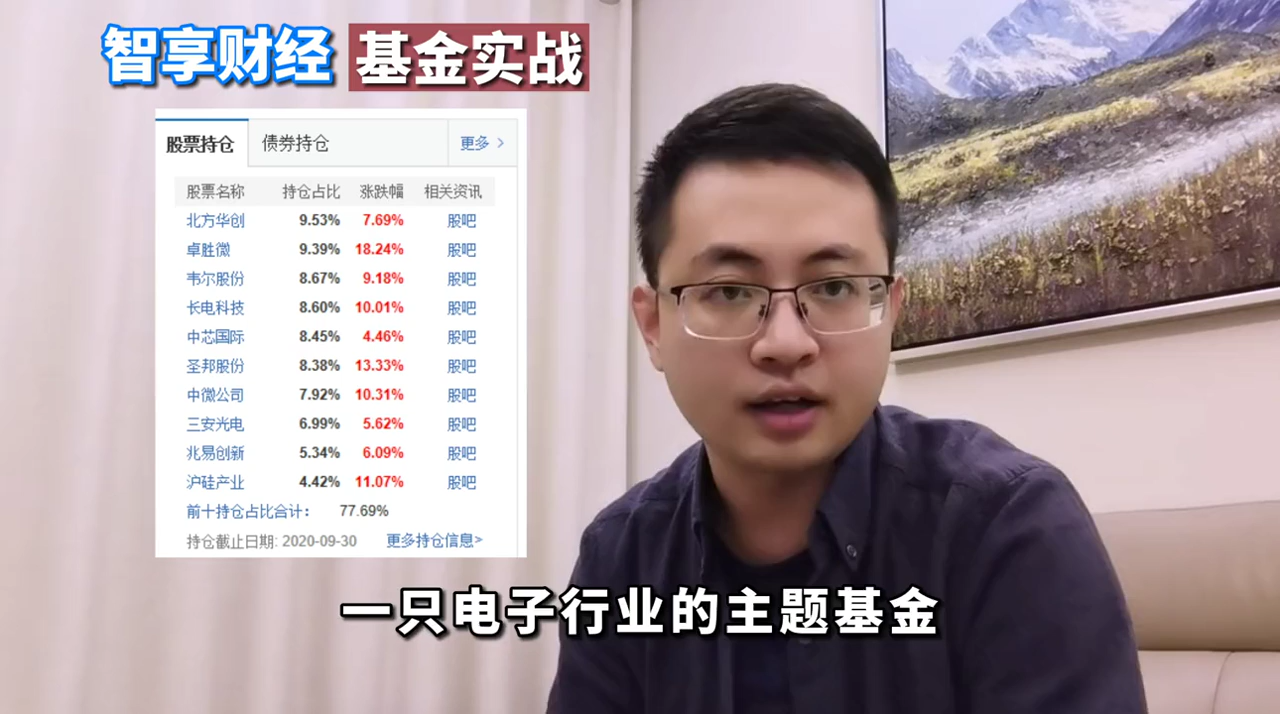 智享财经 基金实战
股票持仓 债券持仓 更多 >
股票名称 持仓占比 涨跌幅 相关资讯
北方华创 9.53% 7.69% 股吧
卓胜微 9.39% 18.24% 股吧
韦尔股份 8.67% 9.18% 股吧
长电科技 8.60% 10.01% 股吧
中芯国际 8.45% 4.46% 股吧
圣邦股份 8.38% 13.33% 股吧
中微公司 7.92% 10.31% 股吧
三安光电 6.99% 5.62% 股吧
兆易创新 5.34% 6.09% 股吧
沪硅产业 4.42% 11.07% 股吧
前十持仓占比合计： 77.69%
持仓截止日期: 2020-09-30 更多持仓信息>
一只电子行业的主题基金